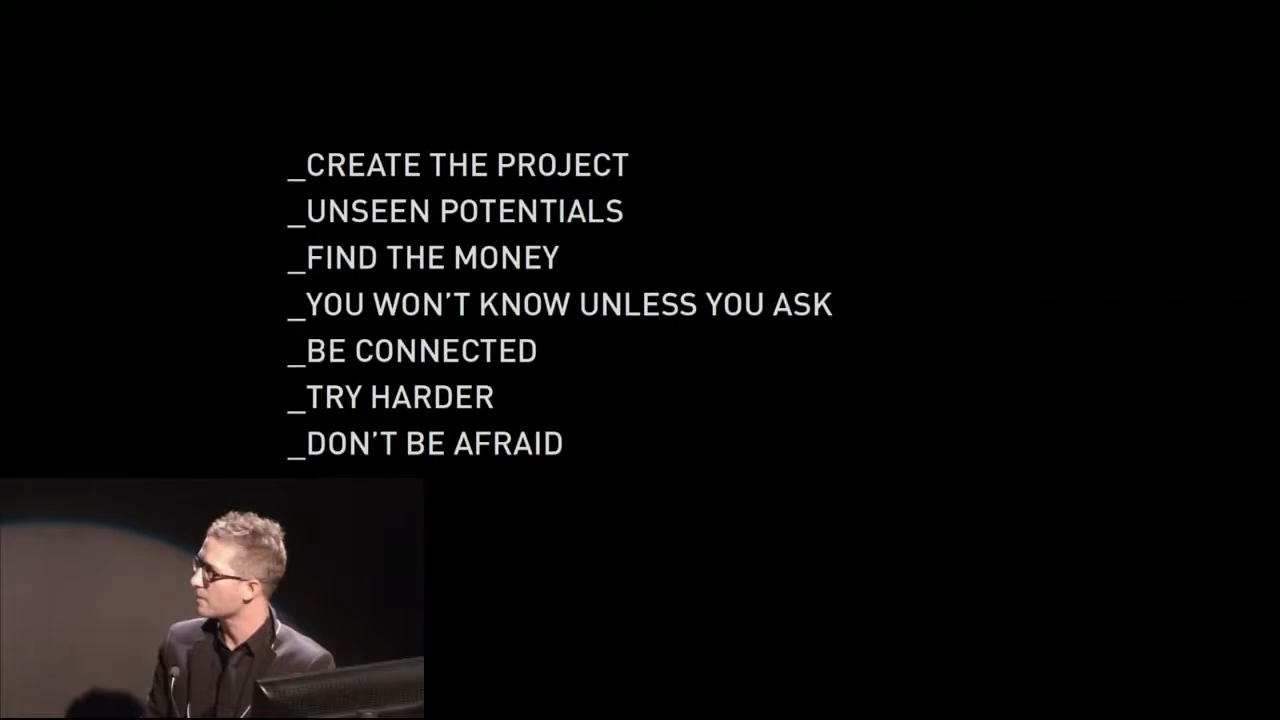 _CREATE THE PROJECT
_UNSEEN POTENTIALS
_FIND THE MONEY
_YOU WON’T KNOW UNLESS YOU ASK
_BE CONNECTED
_TRY HARDER
_DON’T BE AFRAID